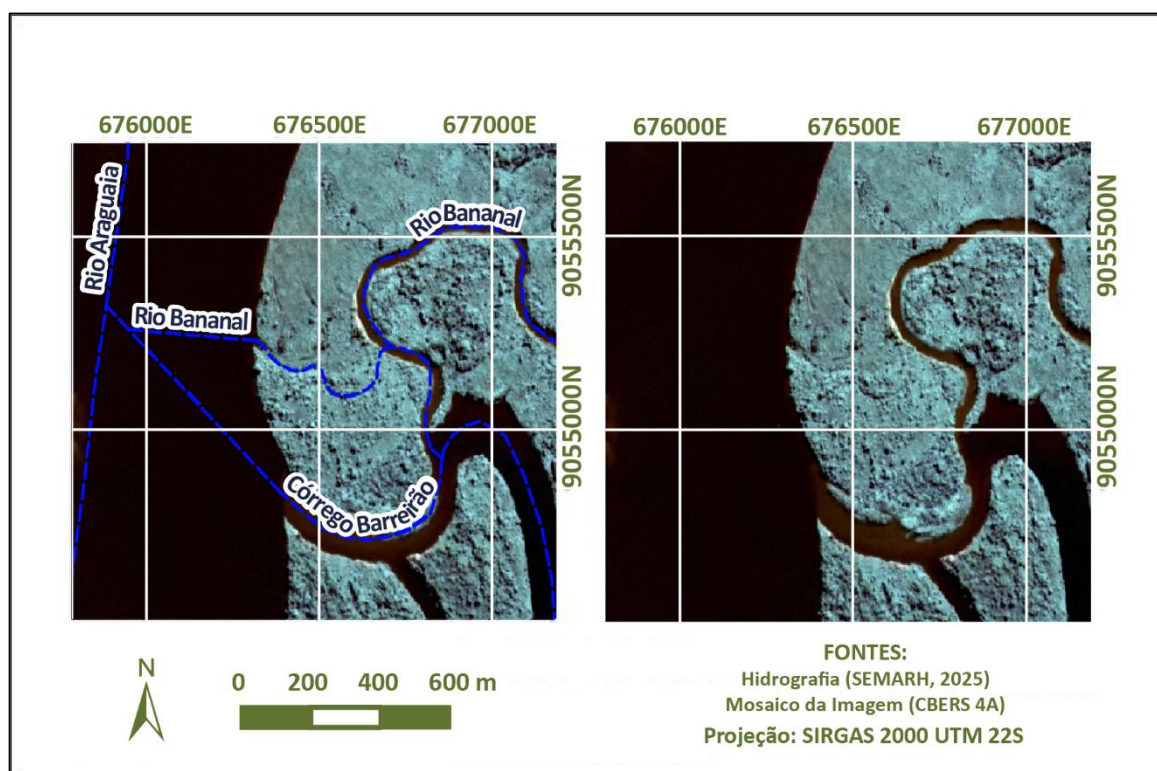 676000E 676500E 677000E
676000E 676500E 677000E
Rio Araguaia
Rio Bananal
Rio Bananal
Córrego Barreirão
9055500N
9055000N
9055500N
9055000N
N
0 200 400 600 m
FONTES:
Hidrografia (SEMARH, 2025)
Mosaico da Imagem (CBERS 4A)
Projeção: SIRGAS 2000 UTM 22S